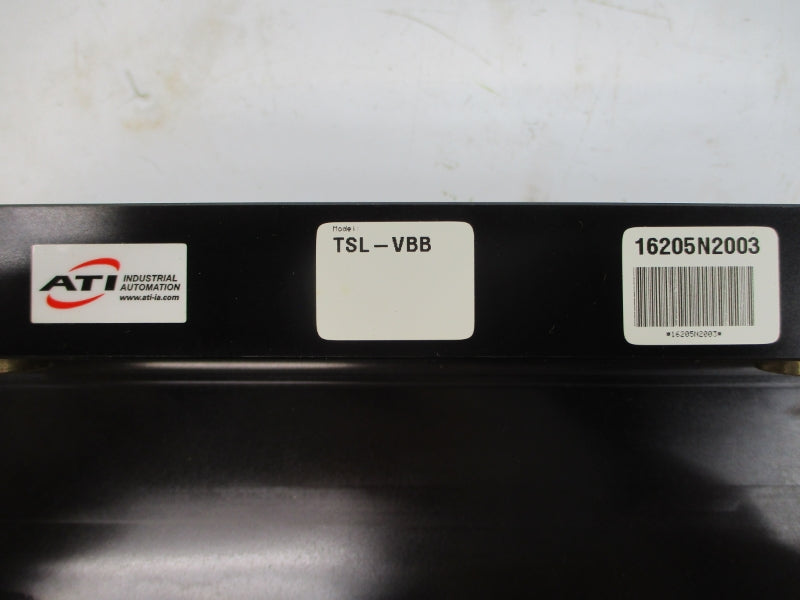 ATI INDUSTRIAL
AUTOMATION
www.ati-ia.com
Model:
TSL-VBB
16205N2003
*16205N2003*